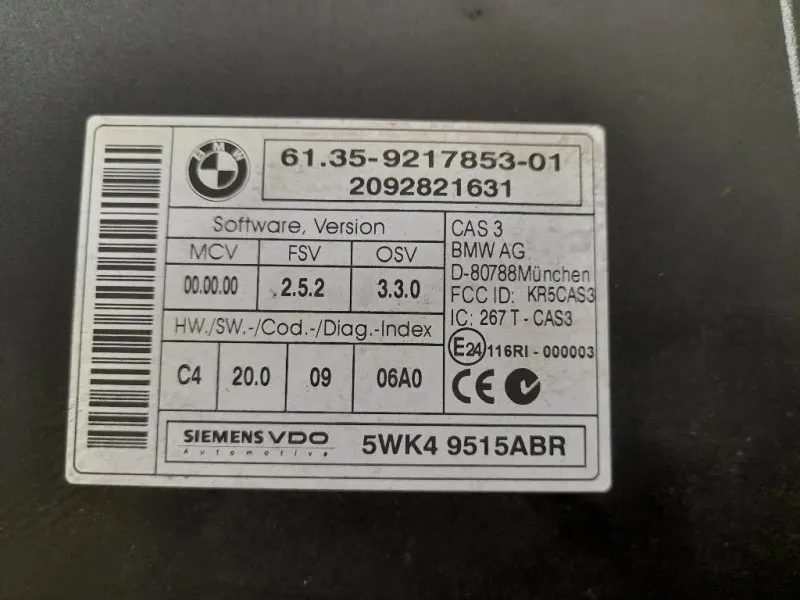 BMW
61.35-9217853-01
2092821631
Software, Version
MCV FSV OSV
00.00.00 2.5.2 3.3.0
HW./SW.-/Cod.-/Diag.-Index
C4 20.0 09 06A0
CAS 3
BMW AG
D-80788München
FCC ID: KR5CAS3
IC: 267 T - CAS3
E24 116RI - 000003
CE
SIEMENS VDO
Automotive
5WK4 9515ABR